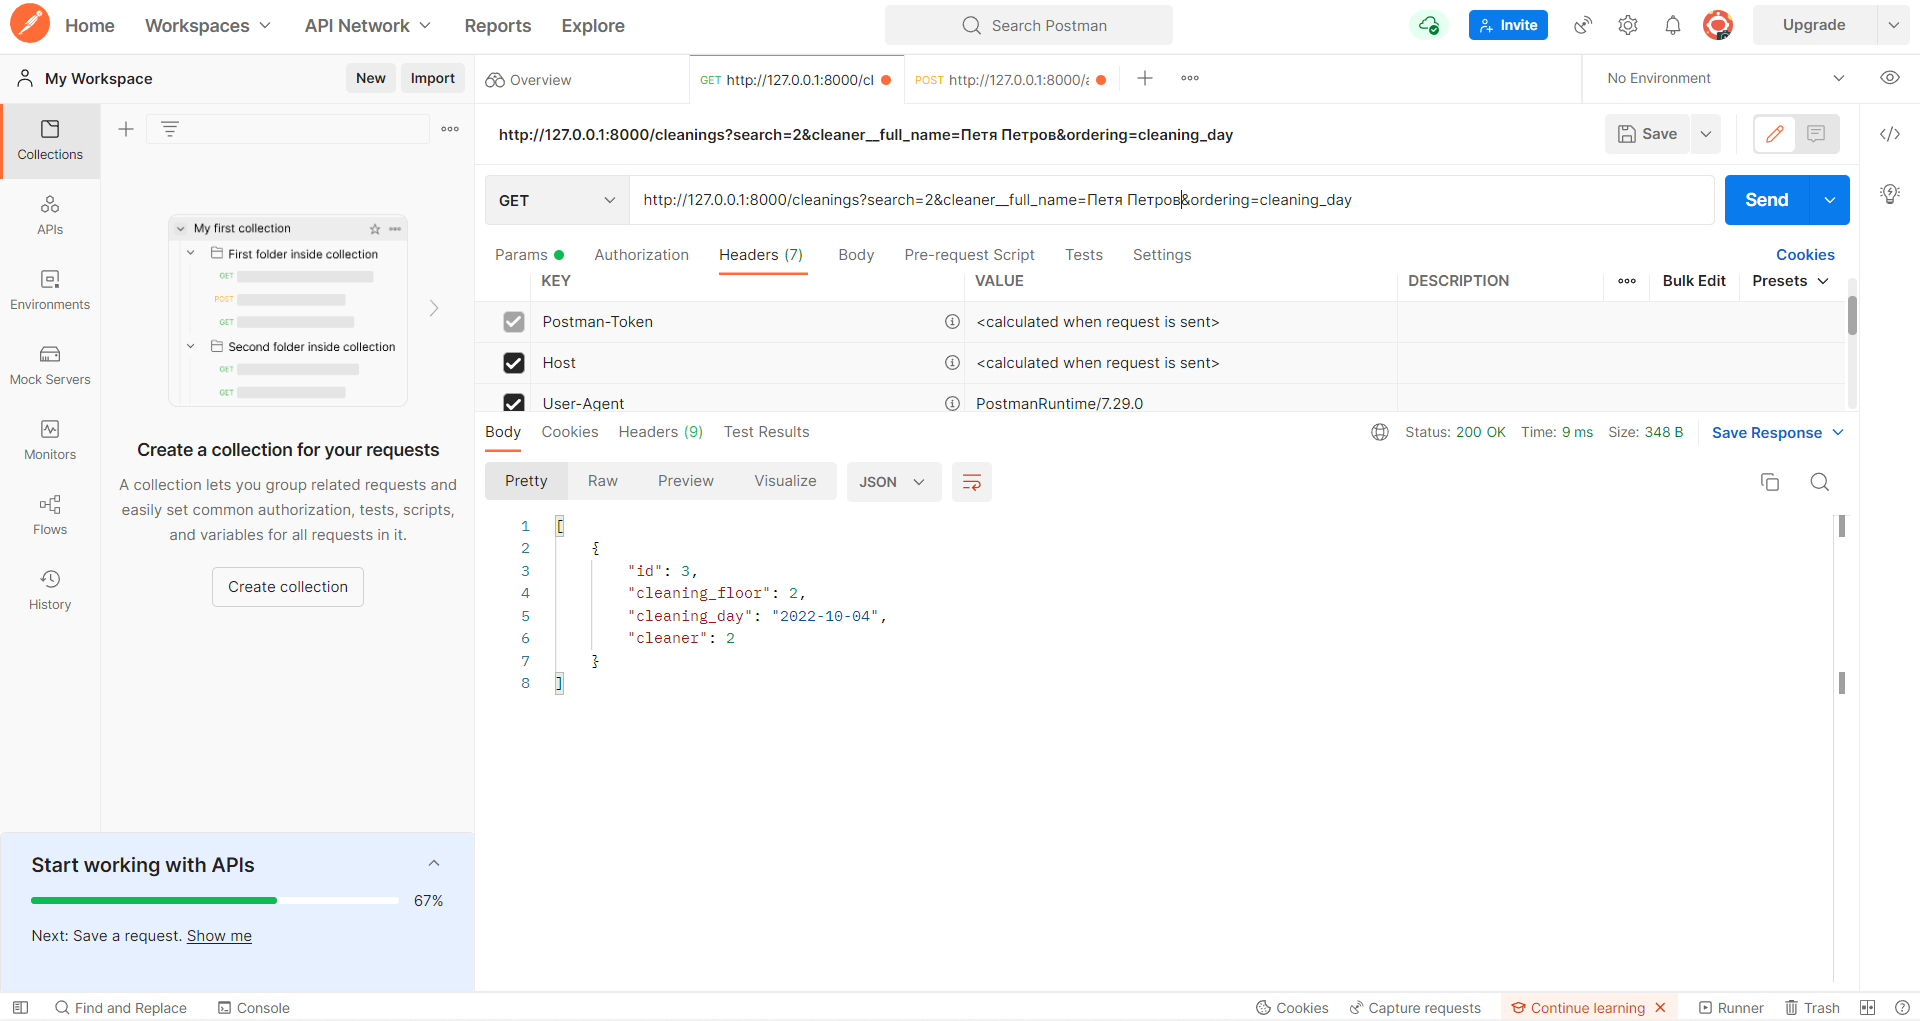 Home Workspaces API Network Reports Explore Search Postman Invite Upgrade
My Workspace New Import Overview GET http://127.0.0.1:8000/cl POST http://127.0.0.1:8000/ No Environment
http://127.0.0.1:8000/cleanings?search=2&cleaner__full_name=Петя Петров&ordering=cleaning_day Save
GET http://127.0.0.1:8000/cleanings?search=2&cleaner__full_name=Петя Петров&ordering=cleaning_day Send
Params Authorization Headers (7) Body Pre-request Script Tests Settings Cookies
KEY VALUE DESCRIPTION Bulk Edit Presets
Postman-Token <calculated when request is sent>
Host <calculated when request is sent>
User-Agent PostmanRuntime/7.29.0
Body Cookies Headers (9) Test Results Status: 200 OK Time: 9 ms Size: 348 B Save Response
Pretty Raw Preview Visualize JSON
1 [
2 {
3 "id": 3,
4 "cleaning_floor": 2,
5 "cleaning_day": "2022-10-04",
6 "cleaner": 2
7 }
8 ]
Collections
APIs
Environments
Mock Servers
Monitors
Flows
History
My first collection
First folder inside collection
GET
POST
GET
Second folder inside collection
GET
GET
Create a collection for your requests
A collection lets you group related requests and
easily set common authorization, tests, scripts,
and variables for all requests in it.
Create collection
Start working with APIs
67%
Next: Save a request. Show me
Find and Replace Console Cookies Capture requests Continue learning Runner Trash